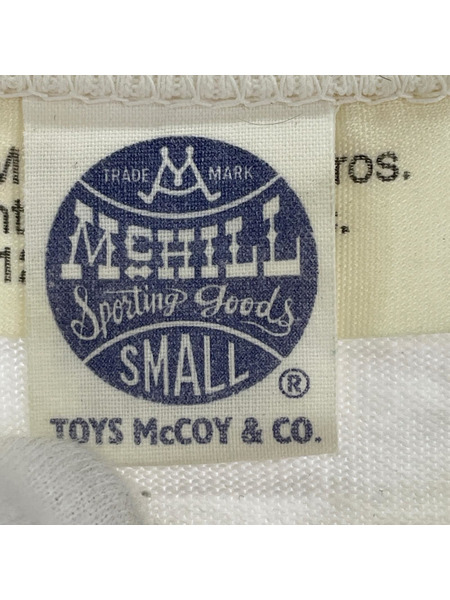 TRADE MARK
McHILL
Sporting Goods
SMALL
®
TOYS McCOY & CO.
ros.